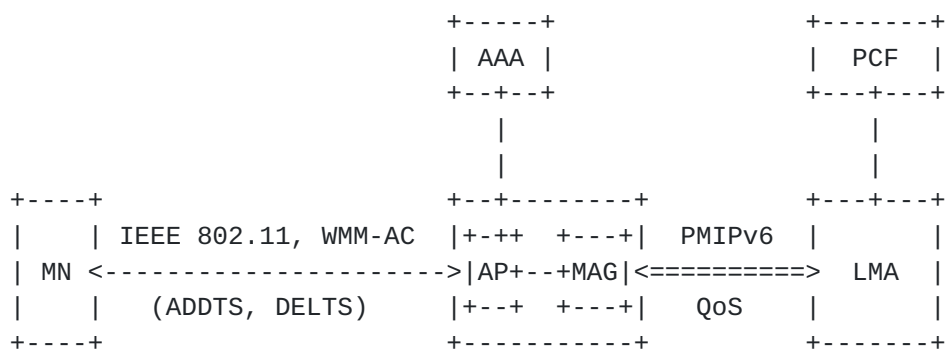 +-----+                +-------+
| AAA |                |  PCF  |
+--+--+                +---+---+
|                        |
|                        |
+----+                       +--+--------+          +---+---+
|    | IEEE 802.11, WMM-AC  |+-++  +---+|  PMIPv6  |       |
| MN <---------------------->|AP+--+MAG|<==========>  LMA  |
|    |   (ADDTS, DELTS)     |+--+  +---+|   QoS    |       |
+----+                       +-----------+          +-------+